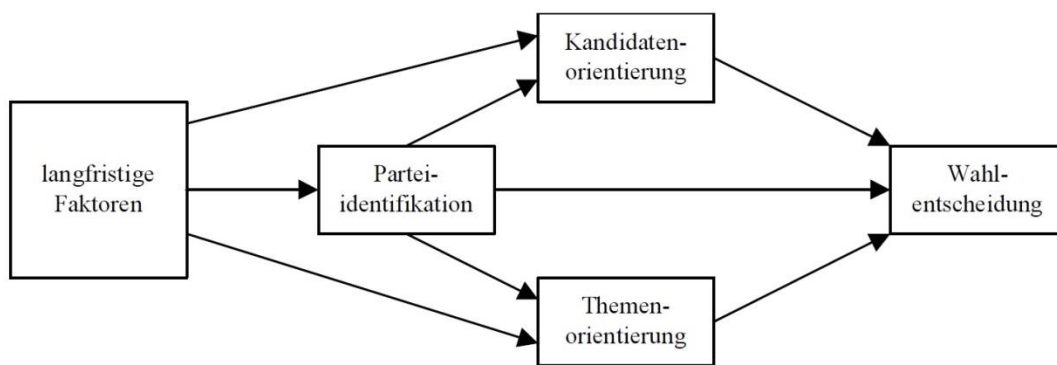 Kandidaten-
orientierung
langfristige
Faktoren
Partei-
identifikation
Wahl-
entscheidung
Themen-
orientierung